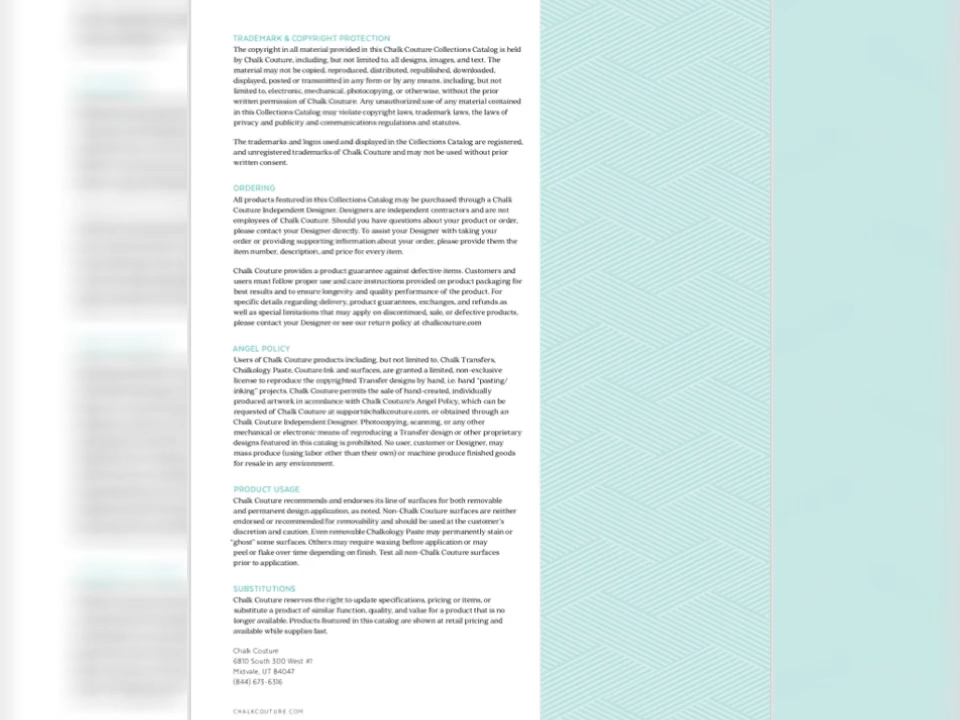 TRADEMARK & COPYRIGHT PROTECTION
The copyright in all material provided in this Chalk Couture Collections Catalog is held
by Chalk Couture, including, but not limited to, all designs, images, and text. The
material may not be copied, reproduced, distributed, republished, downloaded,
displayed, posted or transmitted in any form or by any means, including, but not
limited to, electronic, mechanical, photocopying, or otherwise, without the prior
written permission of Chalk Couture. Any unauthorized use of any material contained
in this Collections Catalog may violate copyright laws, trademark laws, the laws of
privacy and publicity and communications regulations and statutes.
The trademarks and logos used and displayed in the Collections Catalog are registered,
and unregistered trademarks of Chalk Couture and may not be used without prior
written consent.
ORDERING
All products featured in this Collections Catalog may be purchased through a Chalk
Couture Independent Designer. Designers are independent contractors and are not
employees of Chalk Couture. Should you have questions about your product or order,
please contact your Designer directly. To assist your Designer with taking your
order or providing supporting information about your order, please provide them the
item number, description, and price for every item.
Chalk Couture provides a product guarantee against defective items. Customers and
users must follow proper use and care instructions provided on product packaging for
best results and to ensure longevity and quality performance of the product. For
specific details regarding delivery, product guarantees, exchanges, and refunds as
well as special limitations that may apply on discontinued, sale, or defective products,
please contact your Designer or see our return policy at chalkcouture.com
ANGEL POLICY
Users of Chalk Couture products including, but not limited to, Chalk Transfers,
Chalkology Paste, Couture Ink and surfaces, are granted a limited, non-exclusive
license to reproduce the copyrighted Transfer designs by hand, i.e. hand "pasting/
inking" projects. Chalk Couture permits the sale of hand-created, individually
produced artwork in accordance with Chalk Couture's Angel Policy, which can be
requested of Chalk Couture at support@chalkcouture.com, or obtained through an
Chalk Couture Independent Designer. Photocopying, scanning, or any other
mechanical or electronic means of reproducing a Transfer design or other proprietary
designs featured in this catalog is prohibited. No user, customer or Designer, may
mass produce (using labor other than their own) or machine produce finished goods
for resale in any environment.
PRODUCT USAGE
Chalk Couture recommends and endorses its line of surfaces for both removable
and permanent design application, as noted. Non-Chalk Couture surfaces are neither
endorsed or recommended for removability and should be used at the customer's
discretion and caution. Even removable Chalkology Paste may permanently stain or
"ghost" some surfaces. Others may require waxing before application or may
peel or flake over time depending on finish. Test all non-Chalk Couture surfaces
prior to application.
SUBSTITUTIONS
Chalk Couture reserves the right to update specifications, pricing or items, or
substitute a product of similar function, quality, and value for a product that is no
longer available. Products featured in this catalog are shown at retail pricing and
available while supplies last.
Chalk Couture
6810 South 300 West #1
Midvale, UT 84047
(844) 673-6316
CHALKCOUTURE.COM